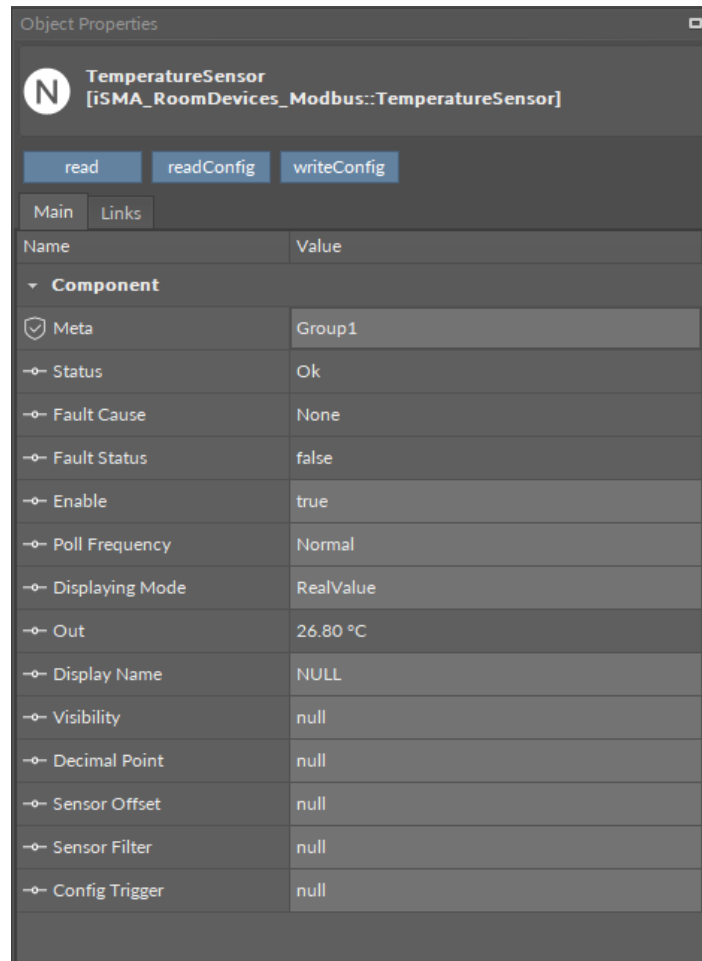 Object Properties
TemperatureSensor
[iSMA_RoomDevices_Modbus::TemperatureSensor]
read readConfig writeConfig
Main Links
Name Value
Component
Meta Group1
Status Ok
Fault Cause None
Fault Status false
Enable true
Poll Frequency Normal
Displaying Mode RealValue
Out 26.80 °C
Display Name NULL
Visibility null
Decimal Point null
Sensor Offset null
Sensor Filter null
Config Trigger null